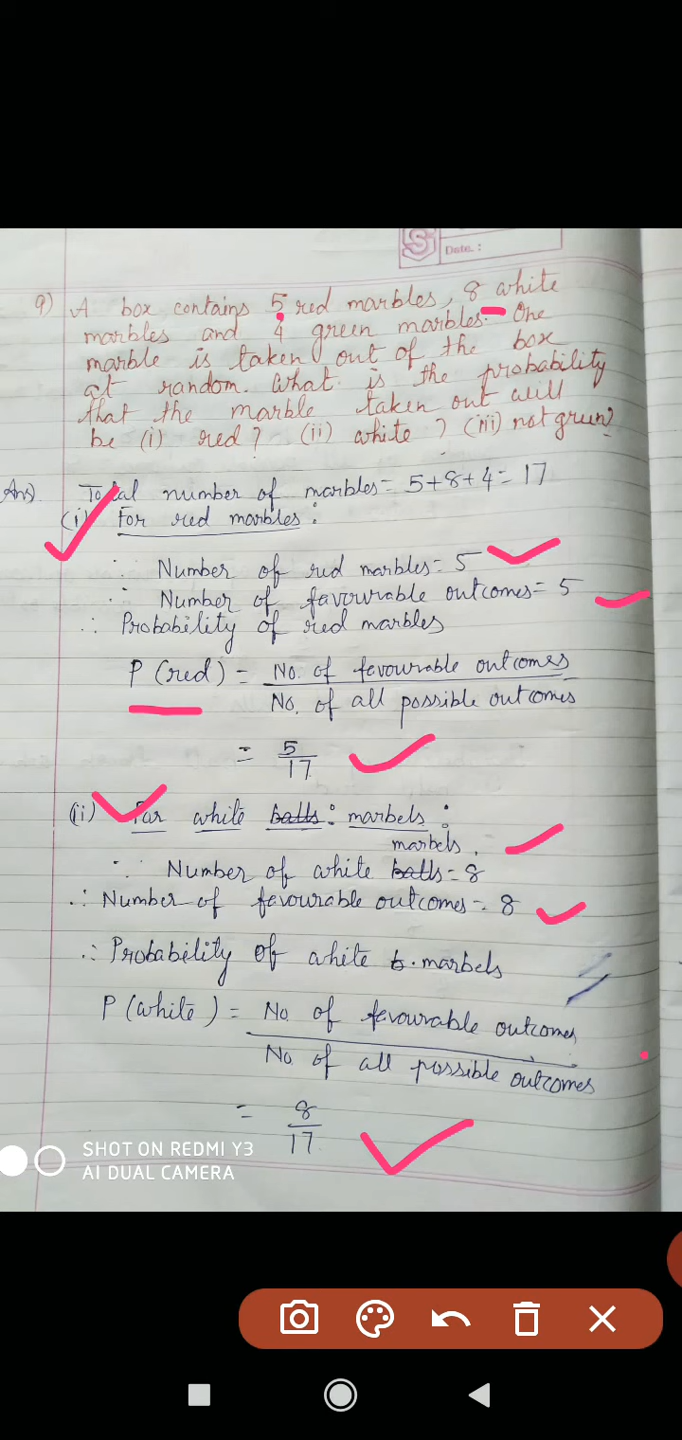 Date. :
9) A box contains 5 red marbles, 8 white
marbles and 4 green marbles. One
marble is taken out of the box
at random. What is the probability
that the marble taken out will
be (i) red? (ii) white? (iii) not green?
Ans) Total number of marbles = 5+8+4 = 17
(i) For red marbles :
∵ Number of red marbles = 5
∴ Number of favourable outcomes = 5
∴ Probability of red marbles
P (red) = No. of favourable outcomes
No. of all possible outcomes
= 5
17
(ii) For white balls : marbels :
marbels.
∵ Number of white balls = 8
∴ Number of favourable outcomes = 8
∴ Probability of white b. marbels
P (white) = No. of favourable outcomes
No. of all possible outcomes
= 8
17
SHOT ON REDMI Y3
AI DUAL CAMERA